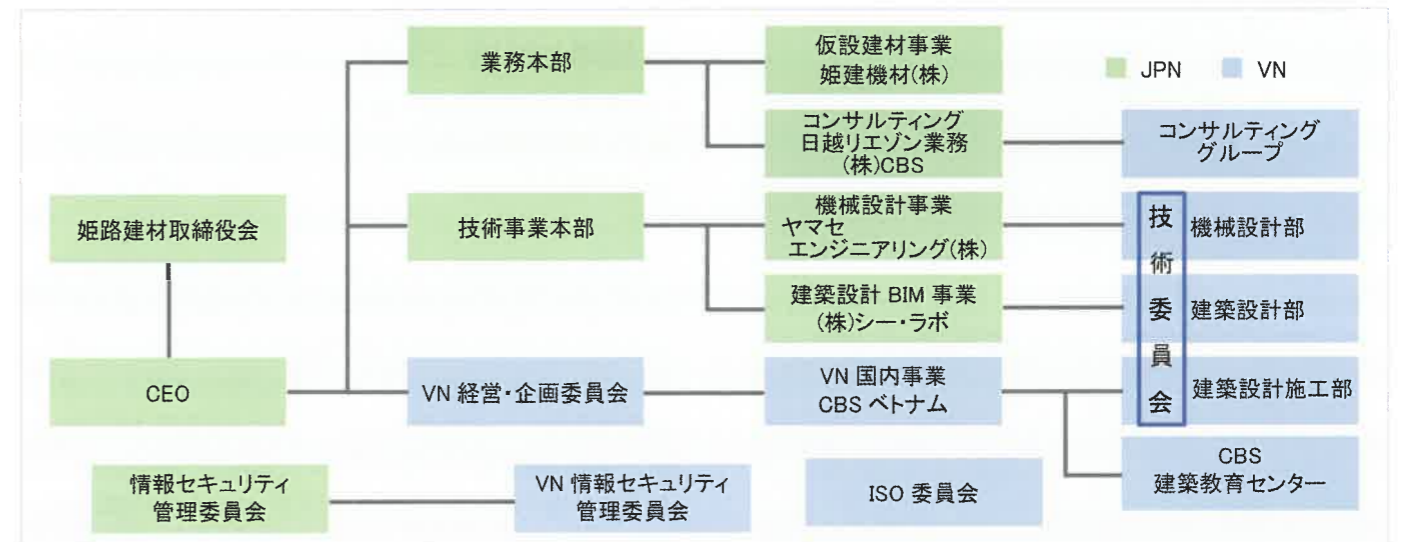 業務本部
仮設建材事業
姫建機材(株)
JPN
VN
コンサルティング
日越リエゾン業務
(株)CBS
コンサルティング
グループ
姫路建材取締役会
技術事業本部
機械設計事業
ヤマセ
エンジニアリング(株)
技術委員会
機械設計部
建築設計 BIM 事業
(株)シー・ラボ
建築設計部
CEO
VN 経営・企画委員会
VN 国内事業
CBS ベトナム
建築設計施工部
CBS
建築教育センター
情報セキュリティ
管理委員会
VN 情報セキュリティ
管理委員会
ISO 委員会